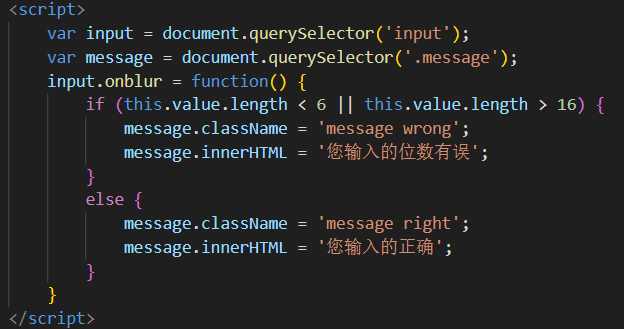 <script>
var input = document.querySelector('input');
var message = document.querySelector('.message');
input.onblur = function() {
if (this.value.length < 6 || this.value.length > 16) {
message.className = 'message wrong';
message.innerHTML = '您输入的位数有误';
}
else {
message.className = 'message right';
message.innerHTML = '您输入的正确';
}
}
</script>